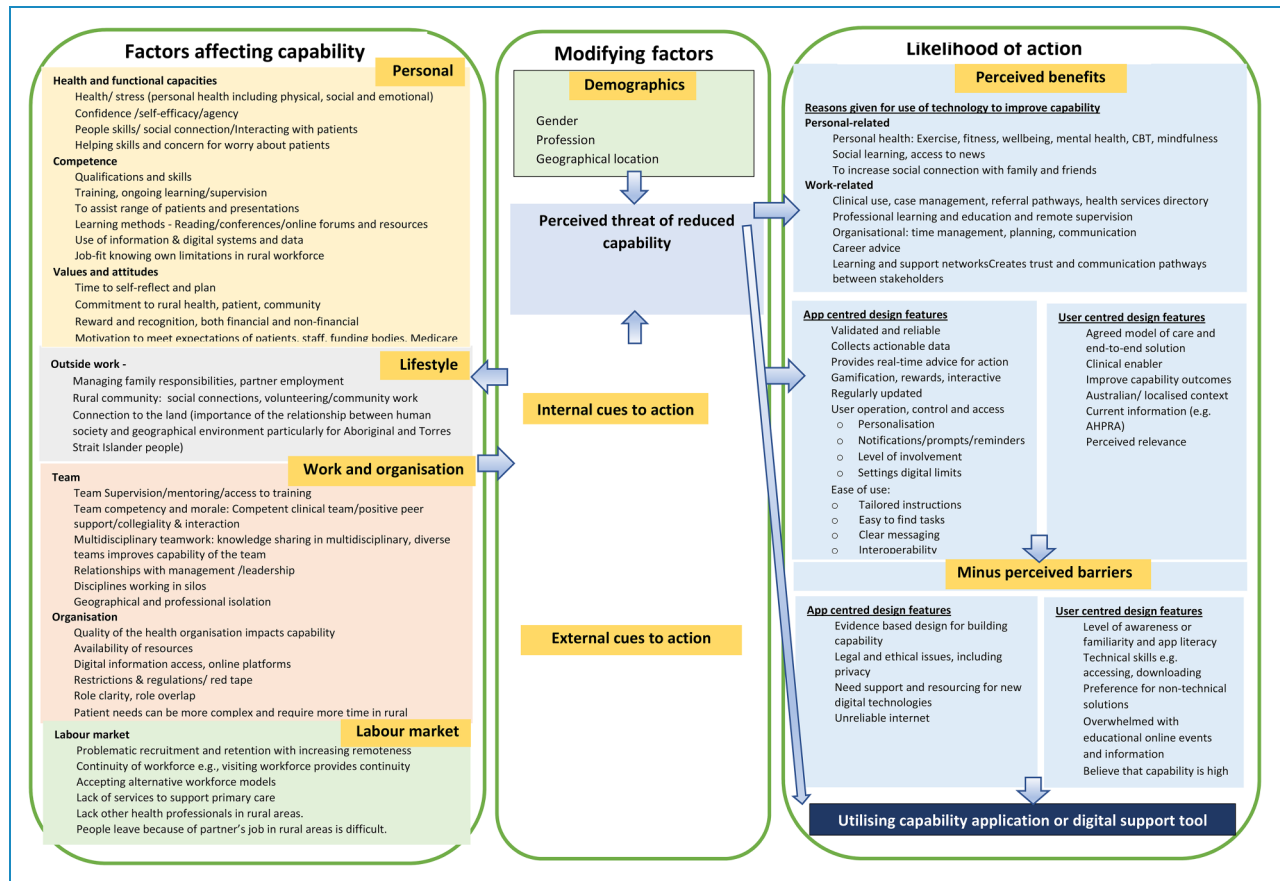 Factors affecting capability
Personal
Health and functional capacities
Health/ stress (personal health including physical, social and emotional)
Confidence /self-efficacy/agency
People skills/ social connection/Interacting with patients
Helping skills and concern for worry about patients
Competence
Qualifications and skills
Training, ongoing learning/supervision
To assist range of patients and presentations
Learning methods - Reading/conferences/online forums and resources
Use of information & digital systems and data
Job-fit knowing own limitations in rural workforce
Values and attitudes
Time to self-reflect and plan
Commitment to rural health, patient, community
Reward and recognition, both financial and non-financial
Motivation to meet expectations of patients, staff, funding bodies, Medicare
Lifestyle
Outside work -
Managing family responsibilities, partner employment
Rural community: social connections, volunteering/community work
Connection to the land (importance of the relationship between human
society and geographical environment particularly for Aboriginal and Torres
Strait Islander people)
Work and organisation
Team
Team Supervision/mentoring/access to training
Team competency and morale: Competent clinical team/positive peer
support/collegiality & interaction
Multidisciplinary teamwork: knowledge sharing in multidisciplinary, diverse
teams improves capability of the team
Relationships with management /leadership
Disciplines working in silos
Geographical and professional isolation
Organisation
Quality of the health organisation impacts capability
Availability of resources
Digital information access, online platforms
Restrictions & regulations/ red tape
Role clarity, role overlap
Patient needs can be more complex and require more time in rural
Labour market
Labour market
Problematic recruitment and retention with increasing remoteness
Continuity of workforce e.g., visiting workforce provides continuity
Accepting alternative workforce models
Lack of services to support primary care
Lack other health professionals in rural areas.
People leave because of partner's job in rural areas is difficult.
Modifying factors
Demographics
Gender
Profession
Geographical location
Perceived threat of reduced
capability
Internal cues to action
External cues to action
Likelihood of action
Perceived benefits
Reasons given for use of technology to improve capability
Personal-related
Personal health: Exercise, fitness, wellbeing, mental health, CBT, mindfulness
Social learning, access to news
To increase social connection with family and friends
Work-related
Clinical use, case management, referral pathways, health services directory
Professional learning and education and remote supervision
Organisational: time management, planning, communication
Career advice
Learning and support networksCreates trust and communication pathways
between stakeholders
App centred design features
Validated and reliable
Collects actionable data
Provides real-time advice for action
Gamification, rewards, interactive
Regularly updated
User operation, control and access
o Personalisation
o Notifications/prompts/reminders
o Level of involvement
o Settings digital limits
Ease of use:
o Tailored instructions
o Easy to find tasks
o Clear messaging
o Interoperability
User centred design features
Agreed model of care and
end-to-end solution
Clinical enabler
Improve capability outcomes
Australian/ localised context
Current information (e.g.
AHPRA)
Perceived relevance
Minus perceived barriers
App centred design features
Evidence based design for building
capability
Legal and ethical issues, including
privacy
Need support and resourcing for new
digital technologies
Unreliable internet
User centred design features
Level of awareness or
familiarity and app literacy
Technical skills e.g.
accessing, downloading
Preference for non-technical
solutions
Overwhelmed with
educational online events
and information
Believe that capability is high
Utilising capability application or digital support tool